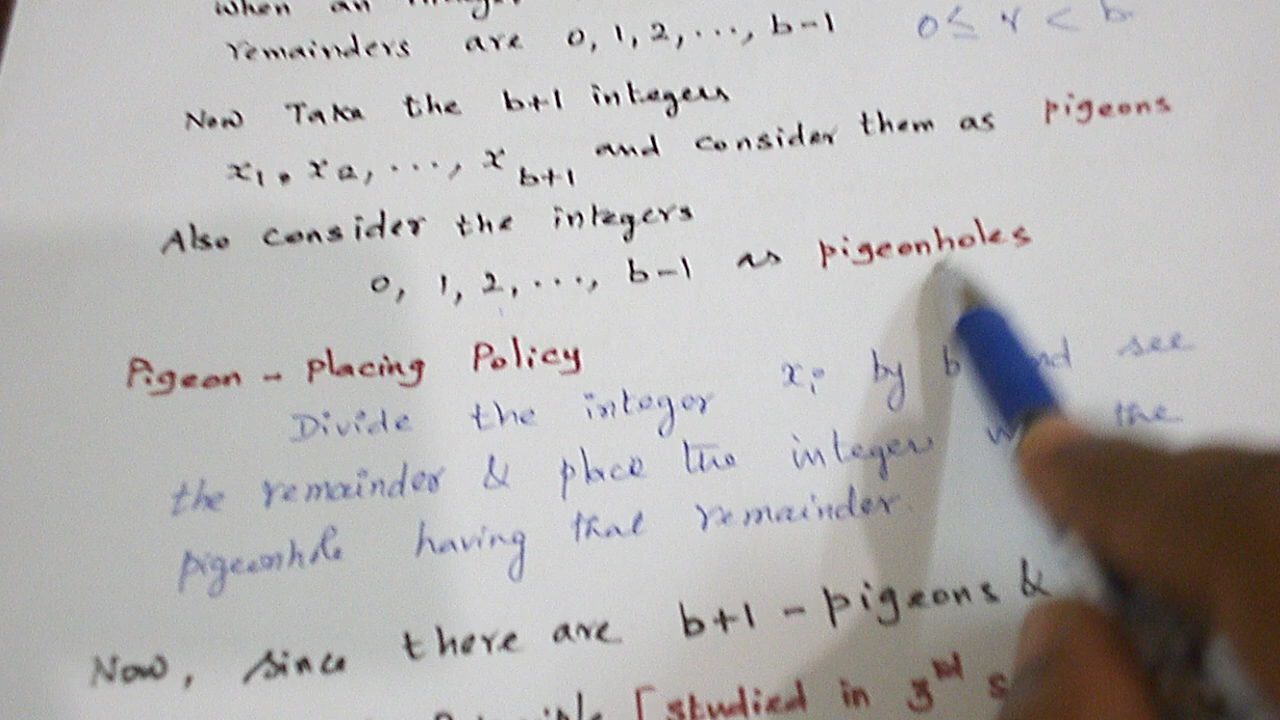 when an
remainders are 0, 1, 2, ..., b-1 0 ≤ r < b
Now Take the b+1 integers
x₁, x₂, ..., x b+1 and consider them as pigeons
Also consider the integers
0, 1, 2, ..., b-1 as pigeonholes
Pigeon - placing Policy
Divide the integer xᵢ by b and see
the remainder & place the integer the
pigeonhole having that remainder.
Now, since there are b+1 - pigeons &
[studied in 3rd